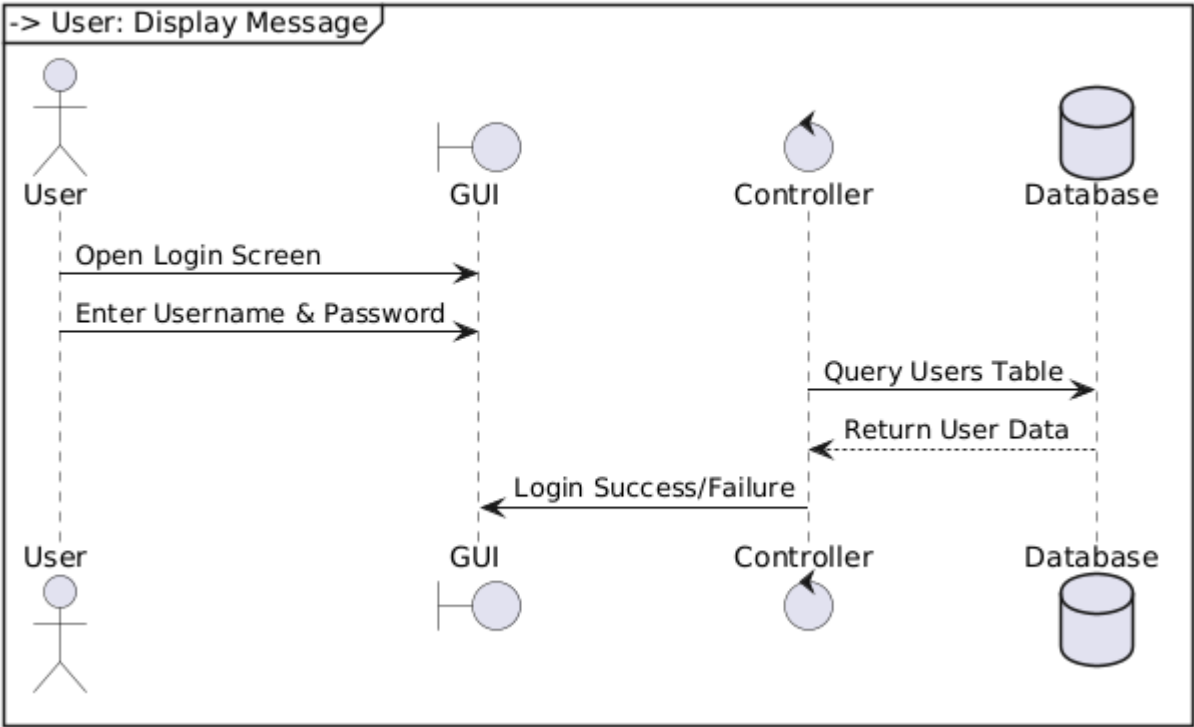 -> User: Display Message
User
GUI
Controller
Database
Open Login Screen
Enter Username & Password
Query Users Table
Return User Data
Login Success/Failure
User
GUI
Controller
Database